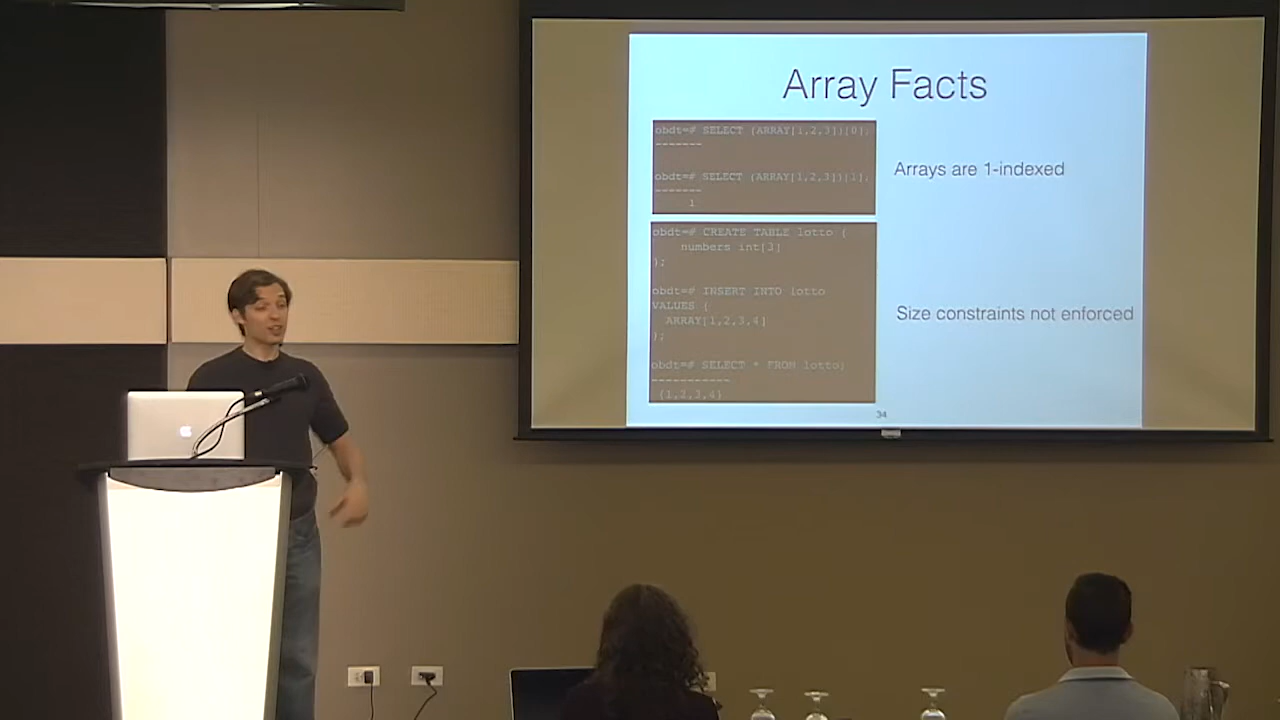 Array Facts
obdt=# SELECT (ARRAY[1,2,3])[0];
-------
obdt=# SELECT (ARRAY[1,2,3])[1];
-------
1
Arrays are 1-indexed
obdt=# CREATE TABLE lotto (
numbers int[3]
);
obdt=# INSERT INTO lotto
VALUES (
ARRAY[1,2,3,4]
);
obdt=# SELECT * FROM lotto;
-----------
{1,2,3,4}
Size constraints not enforced
34